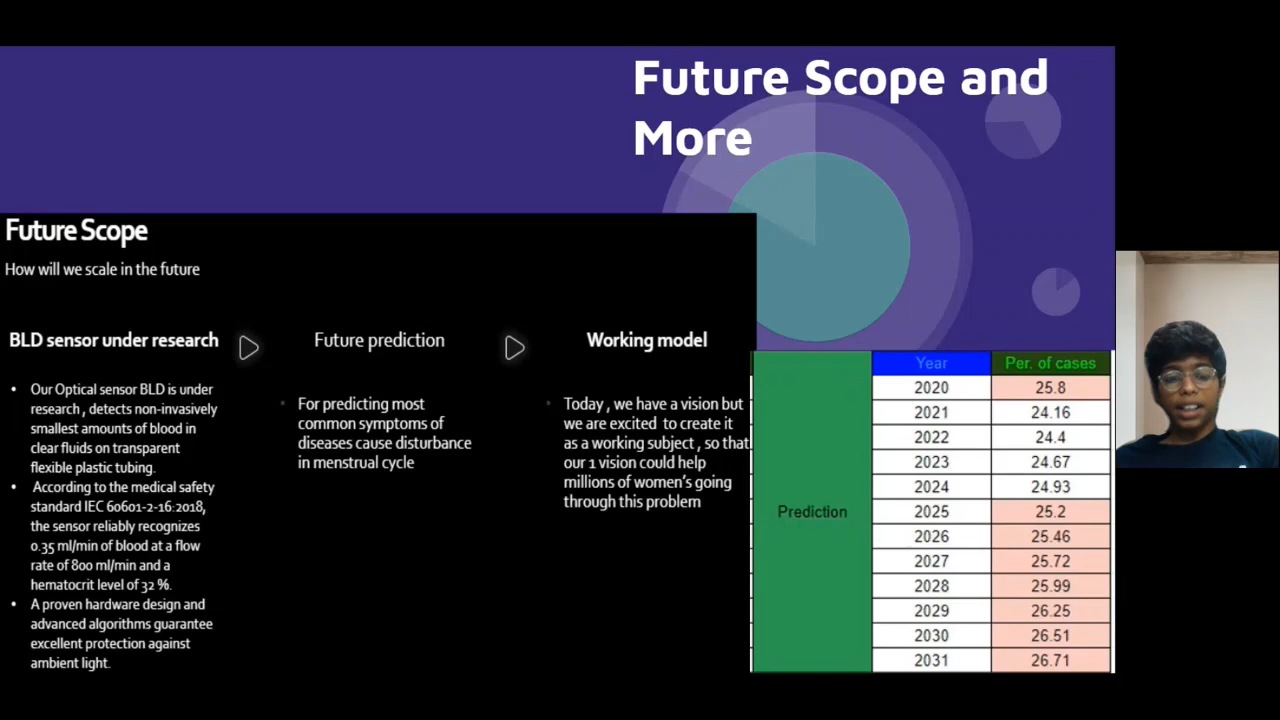 Future Scope and
More
Future Scope
How will we scale in the future
BLD sensor under research
• Our Optical sensor BLD is under
research , detects non-invasively
smallest amounts of blood in
clear fluids on transparent
flexible plastic tubing.
• According to the medical safety
standard IEC 60601-2-16:2018,
the sensor reliably recognizes
0.35 ml/min of blood at a flow
rate of 800 ml/min and a
hematocrit level of 32 %.
• A proven hardware design and
advanced algorithms guarantee
excellent protection against
ambient light.
Future prediction
• For predicting most
common symptoms of
diseases cause disturbance
in menstrual cycle
Working model
• Today , we have a vision but
we are excited to create it
as a working subject , so that
our 1 vision could help
millions of women's going
through this problem
Prediction
Year Per. of cases
2020 25.8
2021 24.16
2022 24.4
2023 24.67
2024 24.93
2025 25.2
2026 25.46
2027 25.72
2028 25.99
2029 26.25
2030 26.51
2031 26.71